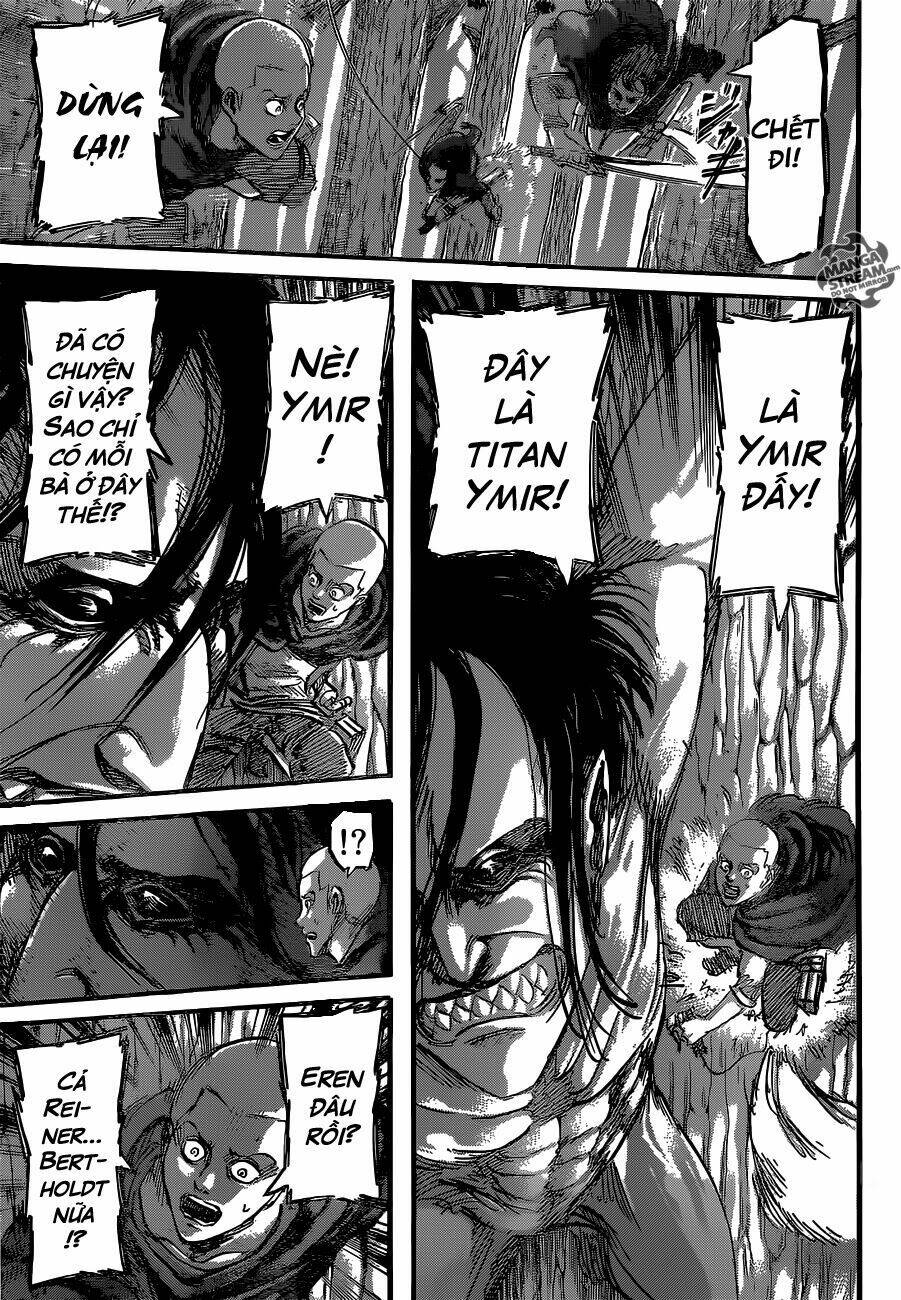 CHẾT
ĐI!
DỪNG
LẠI!
MANGA
STREAM.com
DO NOT MIRROR
LÀ
YMIR
ĐẤY!
ĐÂY
LÀ
TITAN
YMIR!
NÈ!
YMIR
!
ĐÃ CÓ
CHUYỆN
GÌ VẬY?
SAO CHỈ
CÓ MỖI
BÀ Ở ĐÂY
THẾ!?
!?
EREN
ĐÂU
RỒI?
CẢ
REI-
NER...
BERT-
HOLDT
NỮA
!?